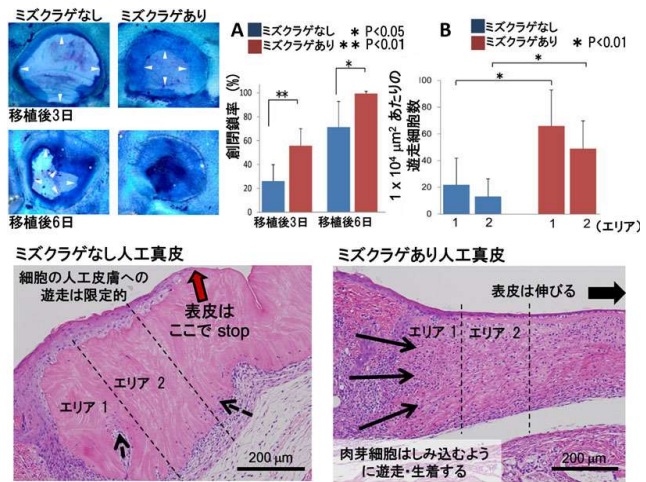 ミズクラゲなし
ミズクラゲあり
移植後3日
移植後6日
A
ミズクラゲなし * P<0.05
ミズクラゲあり ** P<0.01
創閉鎖率 (%)
100
80
60
40
20
0
**
*
移植後3日
移植後6日
B
ミズクラゲなし
ミズクラゲあり * P<0.01
1 x 10⁴ μm² あたりの
遊走細胞数
100
80
60
40
20
0
*
*
1 2 1 2 (エリア)
ミズクラゲなし人工真皮
細胞の人工皮膚への
遊走は限定的
表皮は
ここで stop
エリア 1
エリア 2
200 μm
ミズクラゲあり人工真皮
表皮は伸びる
エリア 1
エリア 2
肉芽細胞はしみ込むよう
に遊走・生着する
200 μm